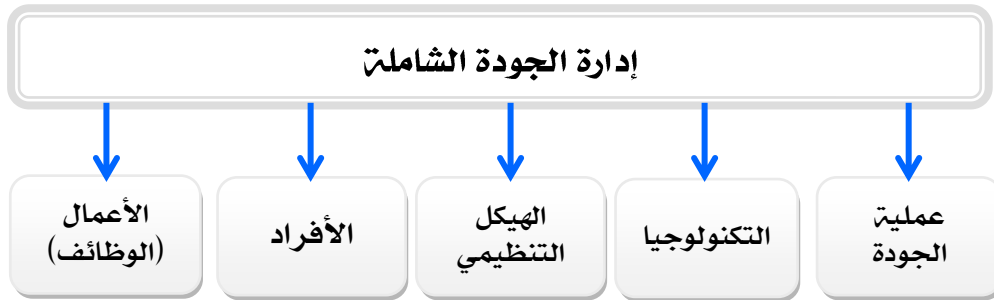 إدارة الجودة الشاملة
عملية
الجودة
التكنولوجيا
الهيكل
التنظيمي
الأفراد
الأعمال
(الوظائف)